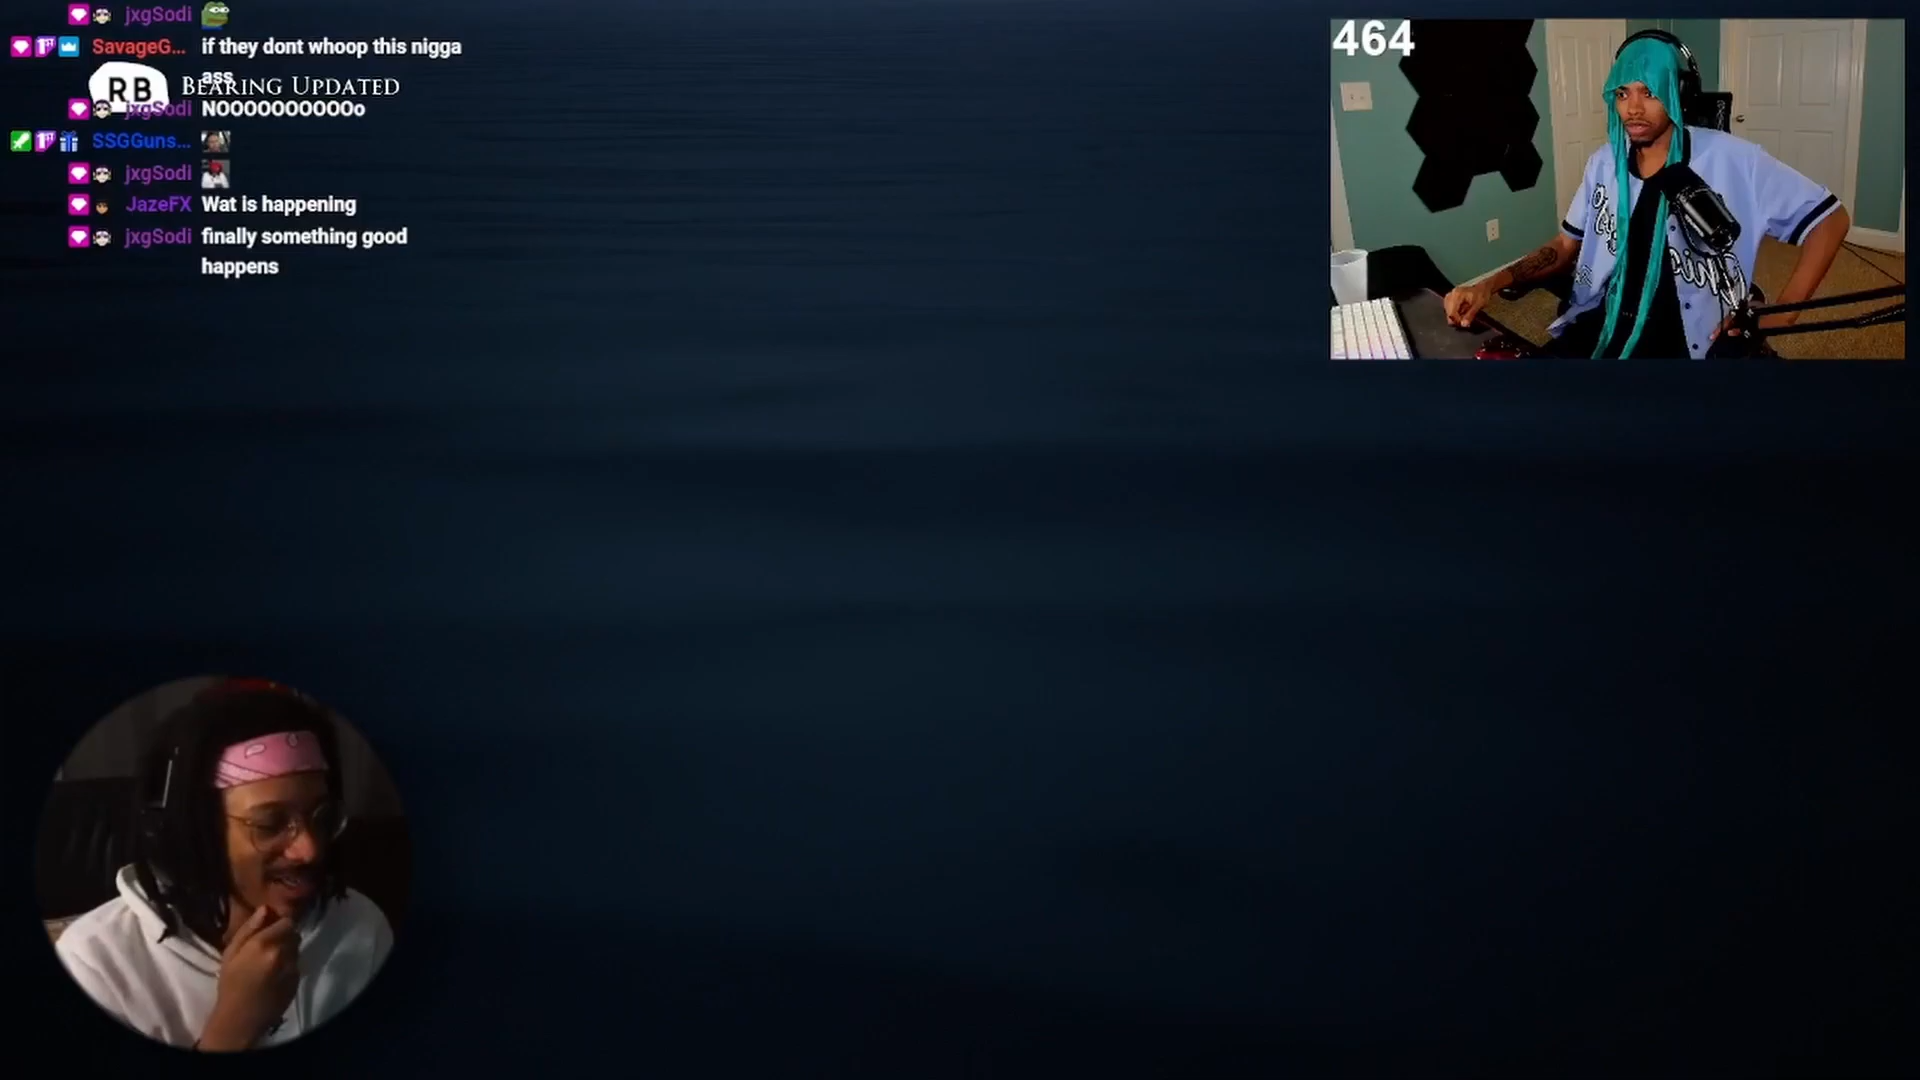 jxgSodi
464
SavageG... if they dont whoop this nigga
ass
RB BEARING UPDATED
jxgSodi NOOOOOOOOOOo
SSGGuns...
jxgSodi
JazeFX Wat is happening
jxgSodi finally something good
happens